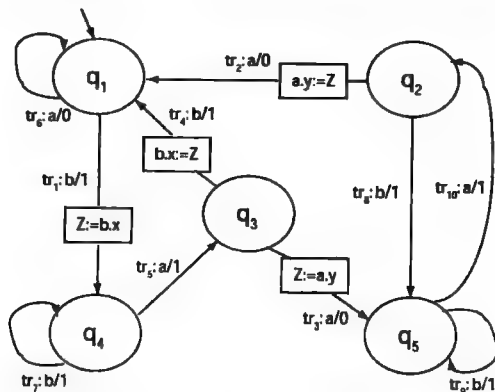 tr₂: a/0
a.y:=Z
q₁
q₂
tr₆: a/0
tr₄: b/1
b.x:=Z
tr₁: b/1
tr₈: b/1
tr₁₀: a/1
Z:=b.x
q₃
tr₅: a/1
Z:=a.y
q₄
tr₃: a/0
q₅
tr₇: b/1
tr₉: b/1